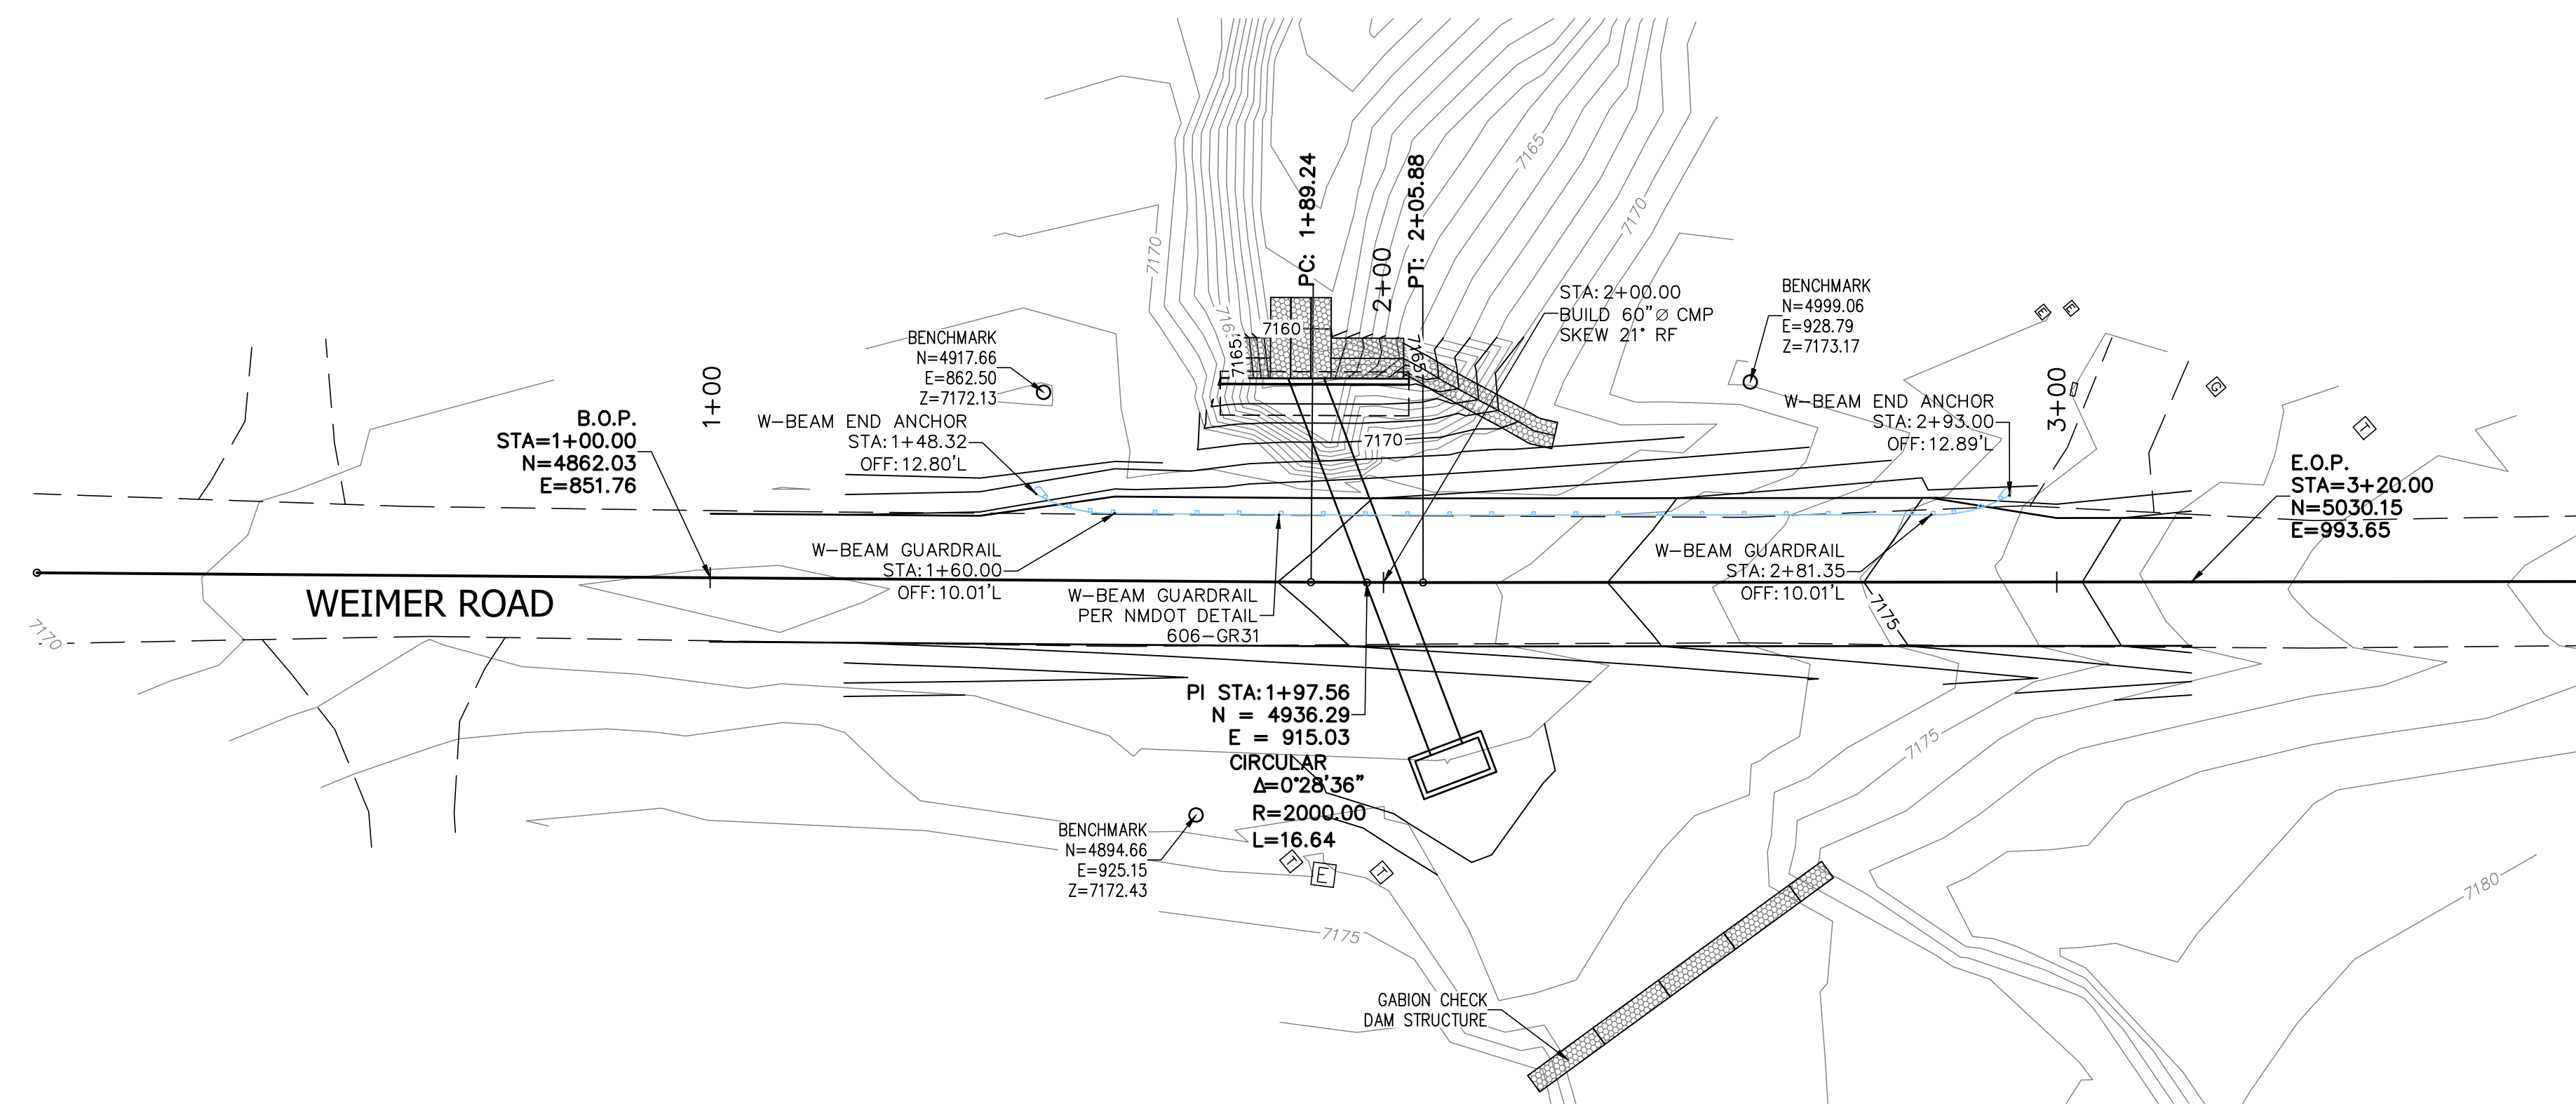 7165
7170
7170
PC: 1+89.24
2+00
PT: 2+05.88
7160
7165
7165
STA:2+00.00
BUILD 60"∅ CMP
SKEW 21° RF
BENCHMARK
N=4999.06
E=928.79
Z=7173.17
E
E
G
T
BENCHMARK
N=4917.66
E=862.50
Z=7172.13
1+00
3+00
B.O.P.
STA=1+00.00
N=4862.03
E=851.76
W-BEAM END ANCHOR
STA:1+48.32
OFF:12.80'L
7170
W-BEAM END ANCHOR
STA:2+93.00
OFF:12.89'L
E.O.P.
STA=3+20.00
N=5030.15
E=993.65
W-BEAM GUARDRAIL
STA:1+60.00
OFF:10.01'L
W-BEAM GUARDRAIL
STA:2+81.35
OFF:10.01'L
WEIMER ROAD
W-BEAM GUARDRAIL
PER NMDOT DETAIL
606-GR31
7175
7170
PI STA:1+97.56
N = 4936.29
E = 915.03
CIRCULAR
Δ=0°28'36"
R=2000.00
L=16.64
7175
BENCHMARK
N=4894.66
E=925.15
Z=7172.43
T
E
T
7175
7180
GABION CHECK
DAM STRUCTURE